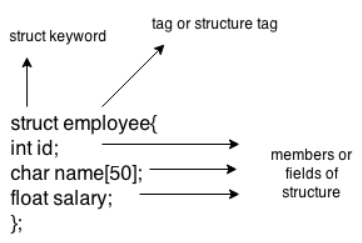 tag or structure tag
struct keyword
struct employee{
int id;
char name[50];
float salary;
};
members or
fields of
structure